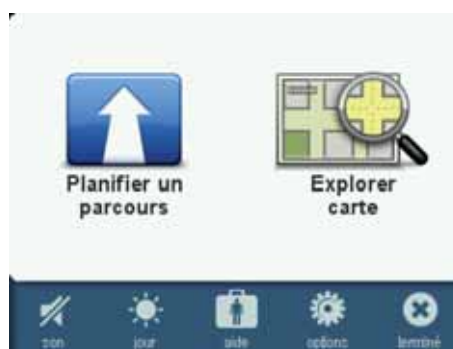 Planifier un
parcours
Explorer
carte
son
jour
aide
options
terminé